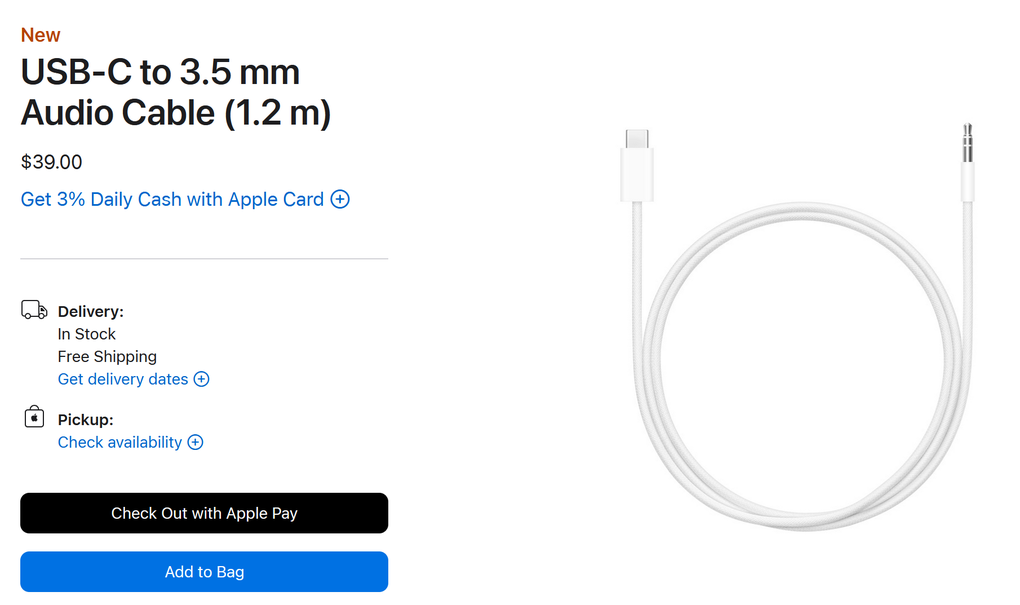 New
USB-C to 3.5 mm
Audio Cable (1.2 m)
$39.00
Get 3% Daily Cash with Apple Card
Delivery:
In Stock
Free Shipping
Get delivery dates
Pickup:
Check availability
Check Out with Apple Pay
Add to Bag